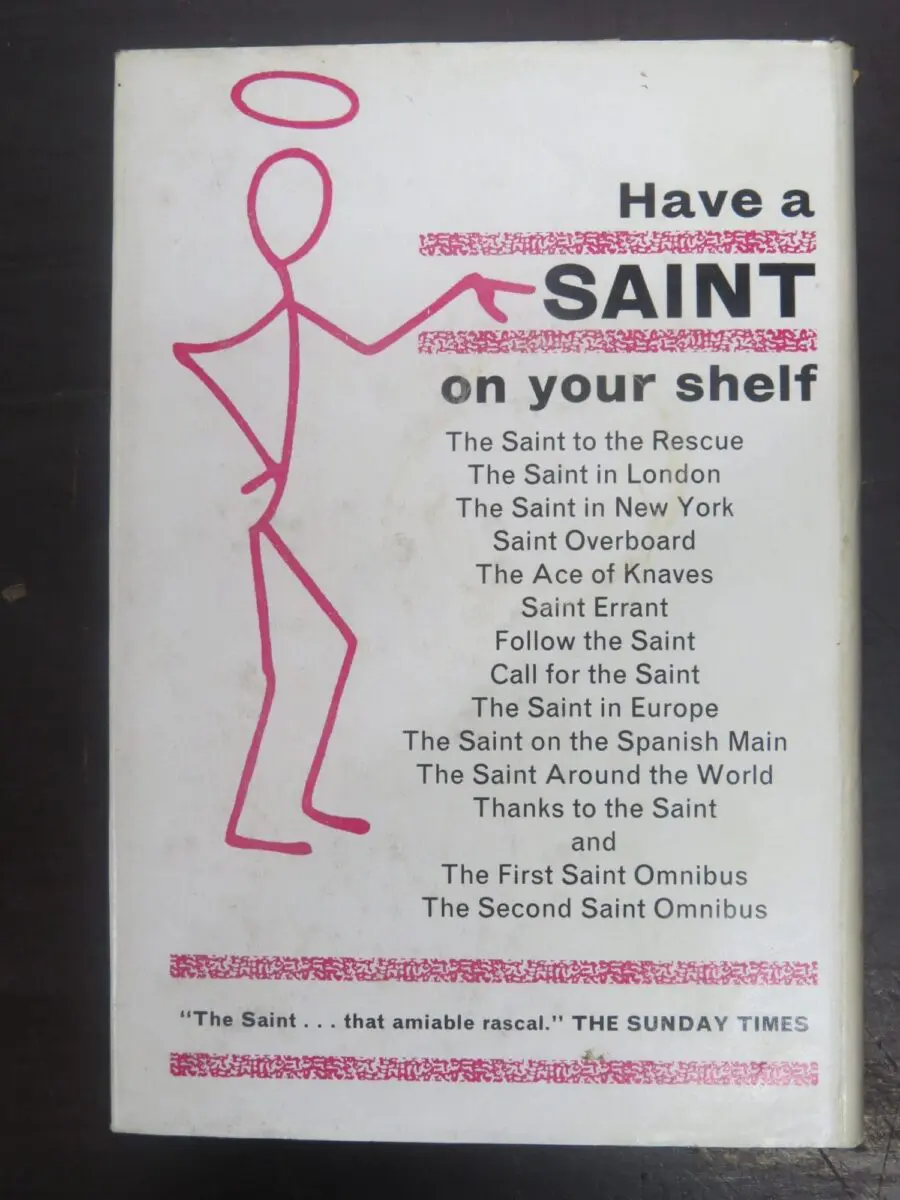 Have a
SAINT
on your shelf
The Saint to the Rescue
The Saint in London
The Saint in New York
Saint Overboard
The Ace of Knaves
Saint Errant
Follow the Saint
Call for the Saint
The Saint in Europe
The Saint on the Spanish Main
The Saint Around the World
Thanks to the Saint
and
The First Saint Omnibus
The Second Saint Omnibus
“The Saint . . . that amiable rascal.” THE SUNDAY TIMES